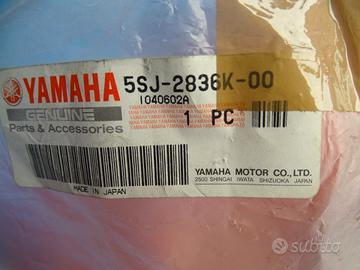 YAMAHA
GENUINE
Parts & Accessories
5SJ-2836K-00
I040602A
1 PC
MADE IN JAPAN
YAMAHA MOTOR CO., LTD.
2500 SHINGAI IWATA SHIZUOKA JAPAN
subito